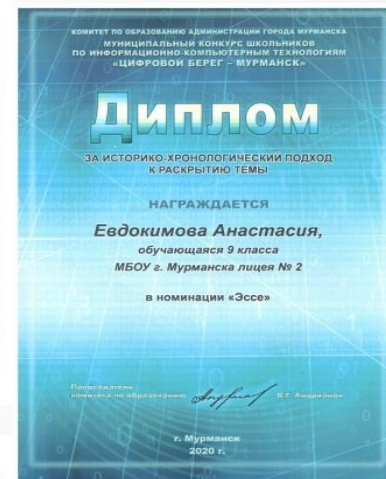 КОМИТЕТ ПО ОБРАЗОВАНИЮ АДМИНИСТРАЦИИ ГОРОДА МУРМАНСКА
МУНИЦИПАЛЬНЫЙ КОНКУРС ШКОЛЬНИКОВ
ПО ИНФОРМАЦИОННО-КОМПЬЮТЕРНЫМ ТЕХНОЛОГИЯМ
«ЦИФРОВОЙ БЕРЕГ – МУРМАНСК»
ДИПЛОМ
ЗА ИСТОРИКО-ХРОНОЛОГИЧЕСКИЙ ПОДХОД
К РАСКРЫТИЮ ТЕМЫ
НАГРАЖДАЕТСЯ
Евдокимова Анастасия,
обучающаяся 9 класса
МБОУ г. Мурманска лицея № 2
в номинации «Эссе»
Председатель
комитета по образованию В.Г. Андрианов
г. Мурманск
2020 г.